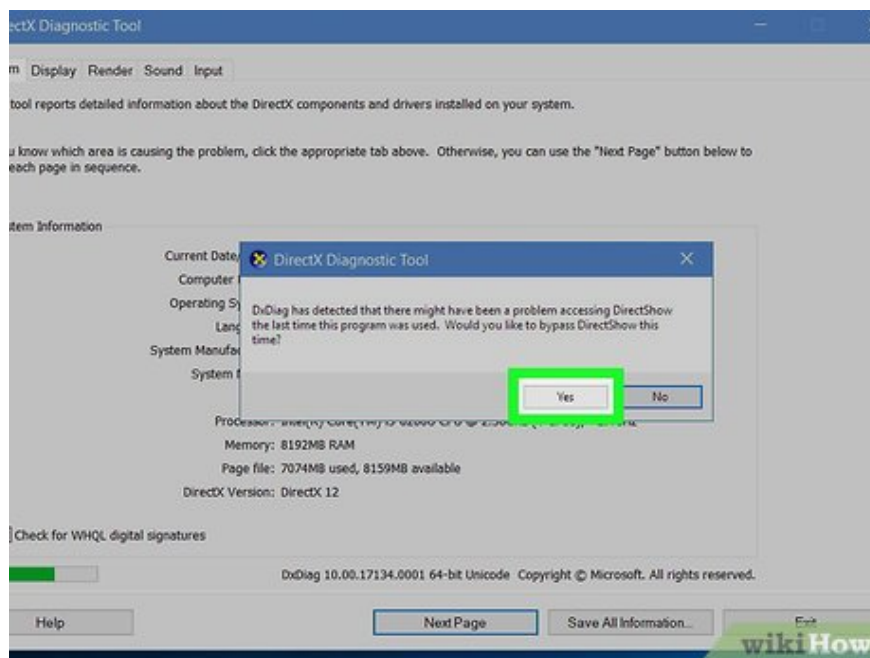 ectX Diagnostic Tool
m Display Render Sound Input
tool reports detailed information about the DirectX components and drivers installed on your system.
u know which area is causing the problem, click the appropriate tab above. Otherwise, you can use the "Next Page" button below to
each page in sequence.
stem Information
Current Date/
DirectX Diagnostic Tool
Computer
Operating Sy
DxDiag has detected that there might have been a problem accessing DirectShow
the last time this program was used. Would you like to bypass DirectShow this
time?
Lang
System Manufa
System
Yes No
Processor:
Memory: 8192MB RAM
Page file: 7074MB used, 8159MB available
DirectX Version: DirectX 12
Check for WHQL digital signatures
DxDiag 10.00.17134.0001 64-bit Unicode Copyright © Microsoft. All rights reserved.
Help Next Page Save All Information... Exit
wikiHow